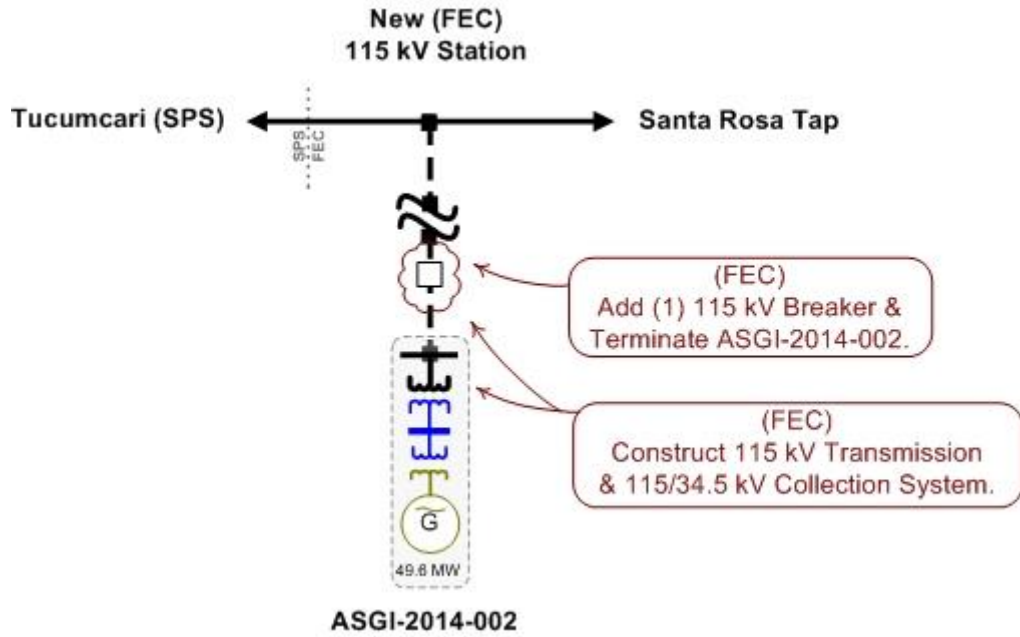 New (FEC)
115 kV Station
Tucumcari (SPS)
Santa Rosa Tap
SPS
FEC
(FEC)
Add (1) 115 kV Breaker &
Terminate ASGI-2014-002.
(FEC)
Construct 115 kV Transmission
& 115/34.5 kV Collection System.
G
49.6 MW
ASGI-2014-002